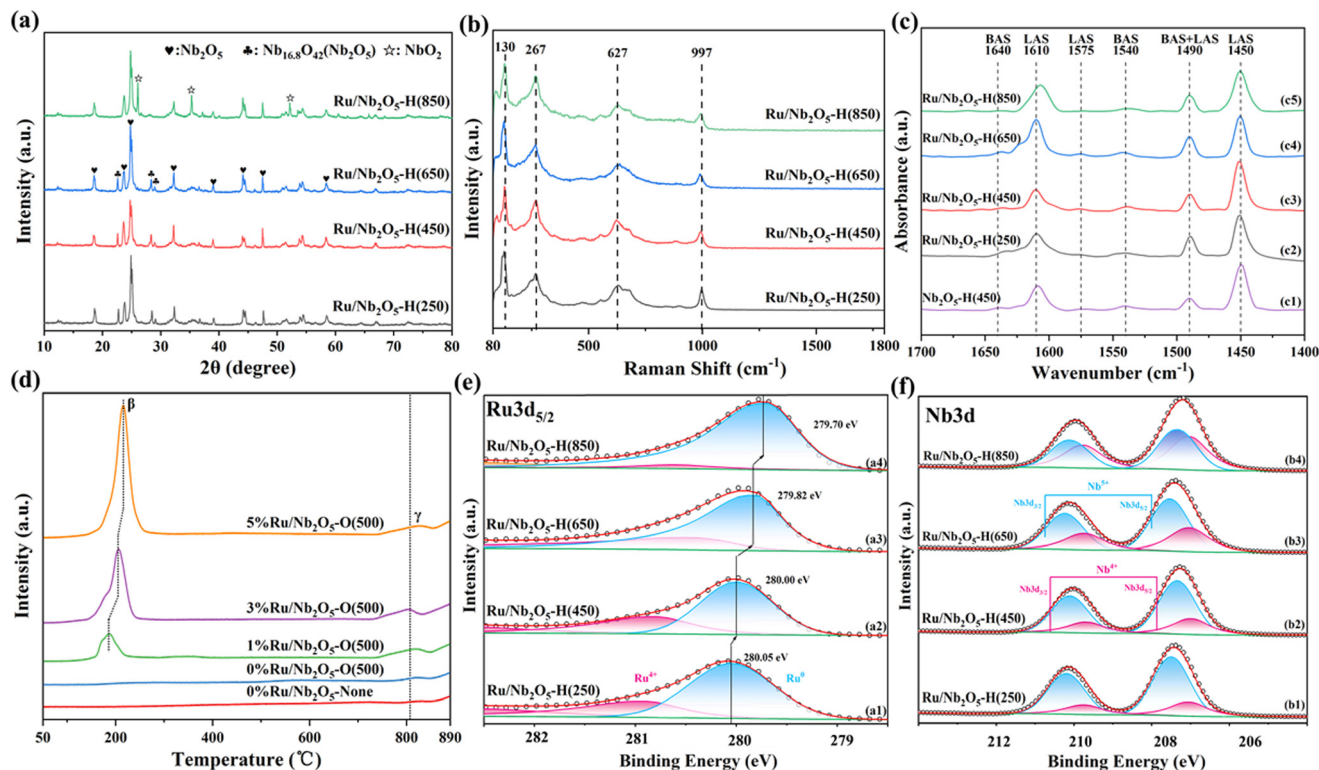 (a)
♥:Nb₂O₅ ♣: Nb₁₆.₈O₄₂(Nb₂O₅) ☆: NbO₂
Ru/Nb₂O₅-H(850)
Ru/Nb₂O₅-H(650)
Ru/Nb₂O₅-H(450)
Ru/Nb₂O₅-H(250)
Intensity (a.u.)
10 20 30 40 50 60 70 80
2θ (degree)
(b)
130 267 627 997
Ru/Nb₂O₅-H(850)
Ru/Nb₂O₅-H(650)
Ru/Nb₂O₅-H(450)
Ru/Nb₂O₅-H(250)
Intensity (a.u.)
80 500 1000 1500 1800
Raman Shift (cm⁻¹)
(c)
BAS LAS LAS BAS BAS+LAS LAS
1640 1610 1575 1540 1490 1450
Ru/Nb₂O₅-H(850) (c5)
Ru/Nb₂O₅-H(650) (c4)
Ru/Nb₂O₅-H(450) (c3)
Ru/Nb₂O₅-H(250) (c2)
Nb₂O₅-H(450) (c1)
Absorbance (a.u.)
1700 1650 1600 1550 1500 1450 1400
Wavenumber (cm⁻¹)
(d)
β
5%Ru/Nb₂O₅-O(500) γ
3%Ru/Nb₂O₅-O(500)
1%Ru/Nb₂O₅-O(500)
0%Ru/Nb₂O₅-O(500)
0%Ru/Nb₂O₅-None
Intensity (a.u.)
50 200 400 600 800 890
Temperature (℃)
(e)
Ru3d₅/₂
Ru/Nb₂O₅-H(850) 279.70 eV (a4)
Ru/Nb₂O₅-H(650) 279.82 eV (a3)
Ru/Nb₂O₅-H(450) 280.00 eV (a2)
280.05 eV
Ru/Nb₂O₅-H(250) Ru⁴⁺ Ru⁰ (a1)
Intensity (a.u.)
282 281 280 279
Binding Energy (eV)
(f)
Nb3d
Ru/Nb₂O₅-H(850) (b4)
Nb⁵⁺
Nb3d₃/₂ Nb3d₅/₂
Ru/Nb₂O₅-H(650) (b3)
Nb⁴⁺
Nb3d₃/₂ Nb3d₅/₂
Ru/Nb₂O₅-H(450) (b2)
Ru/Nb₂O₅-H(250) (b1)
Intensity (a.u.)
212 210 208 206
Binding Energy (eV)